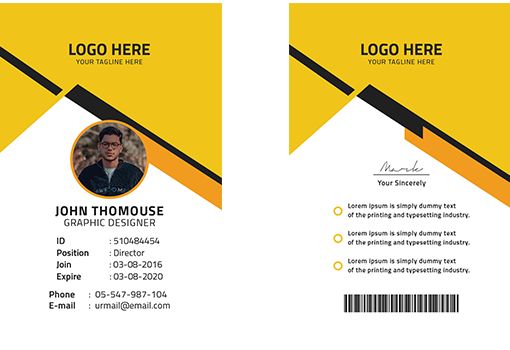 LOGO HERE
YOUR TAGLINE HERE
JOHN THOMOUSE
GRAPHIC DESIGNER
ID : 510484454
Position : Director
Join : 03-08-2016
Expire : 03-08-2020
Phone : 05-547-987-104
E-mail : urmail@email.com
LOGO HERE
YOUR TAGLINE HERE
Mark
Your Sincerely
Lorem Ipsum is simply dummy text
of the printing and typesetting industry.
Lorem Ipsum is simply dummy text
of the printing and typesetting industry.
Lorem Ipsum is simply dummy text
of the printing and typesetting industry.